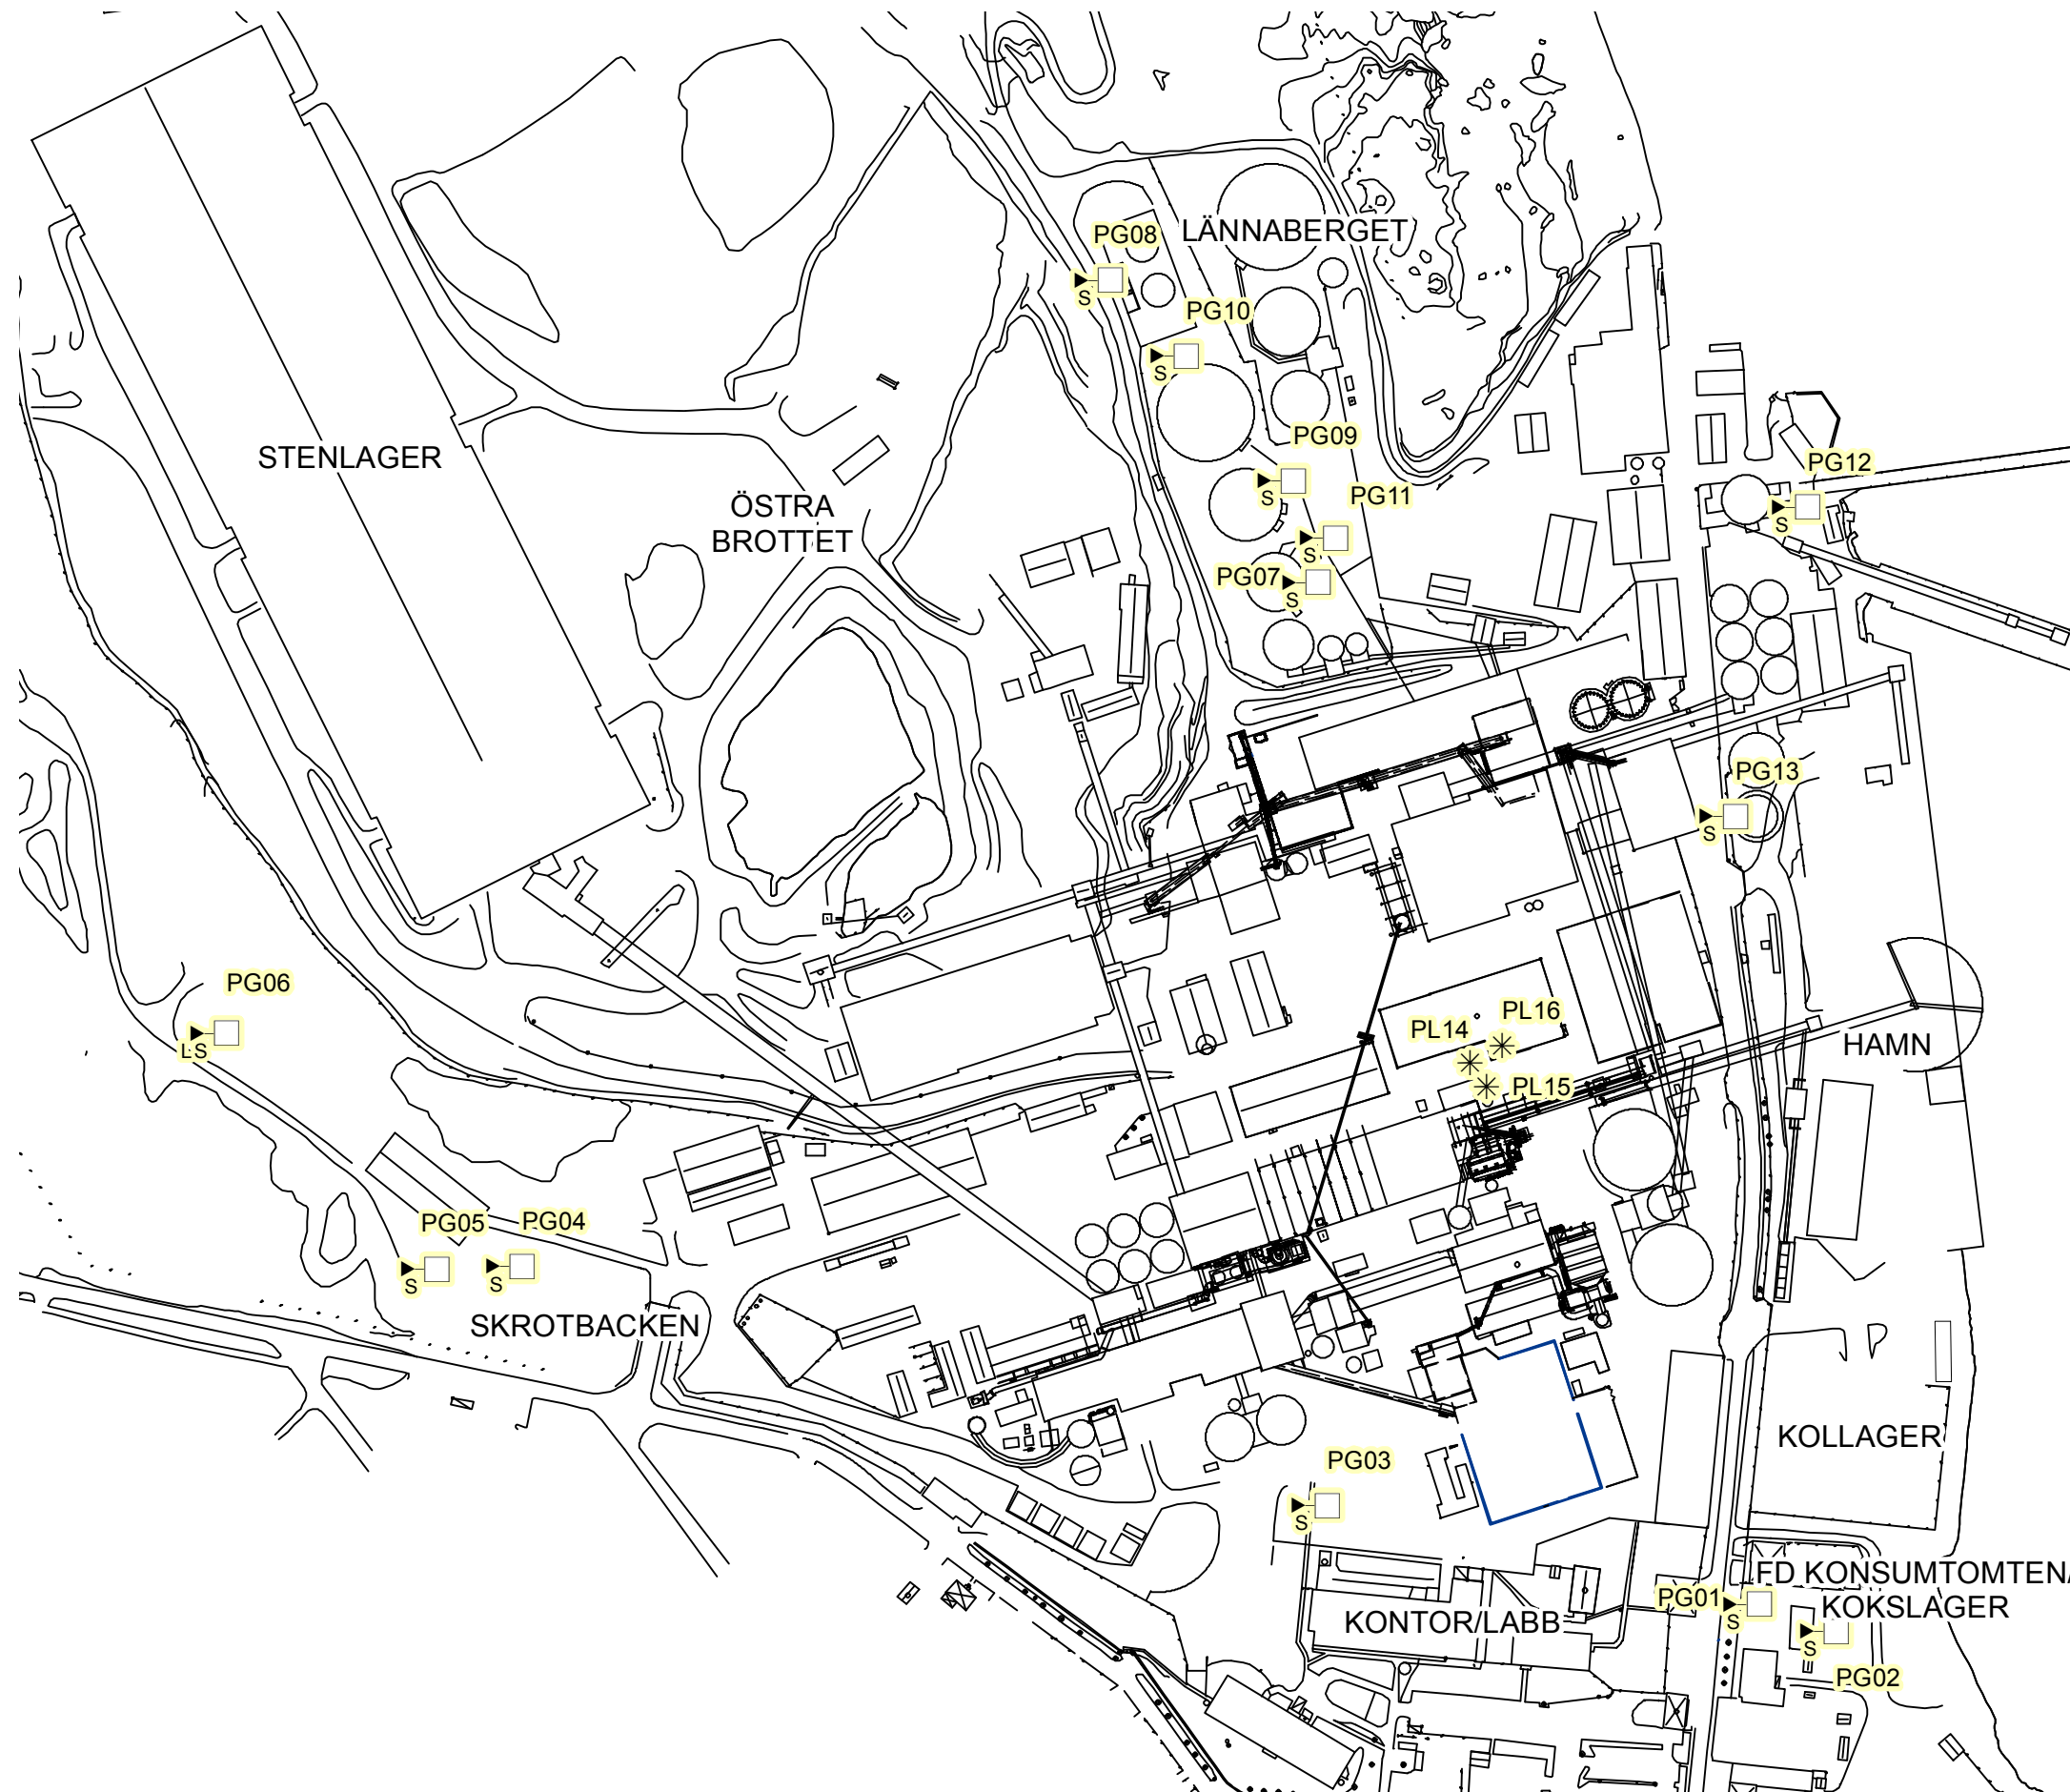 PG08
LÄNNABERGET
S
PG10
S
STENLAGER
PG09
PG12
S
PG11
ÖSTRA
BROTTET
S
S
PG07
S
PG13
S
PG06
LS
PL16
PL14
HAMN
PL15
PG05
PG04
S
S
SKROTBACKEN
KOLLAGER
PG03
S
FD KONSUMTOMTEN/
KOKSLAGER
PG01
S
KONTOR/LABB
S
PG02